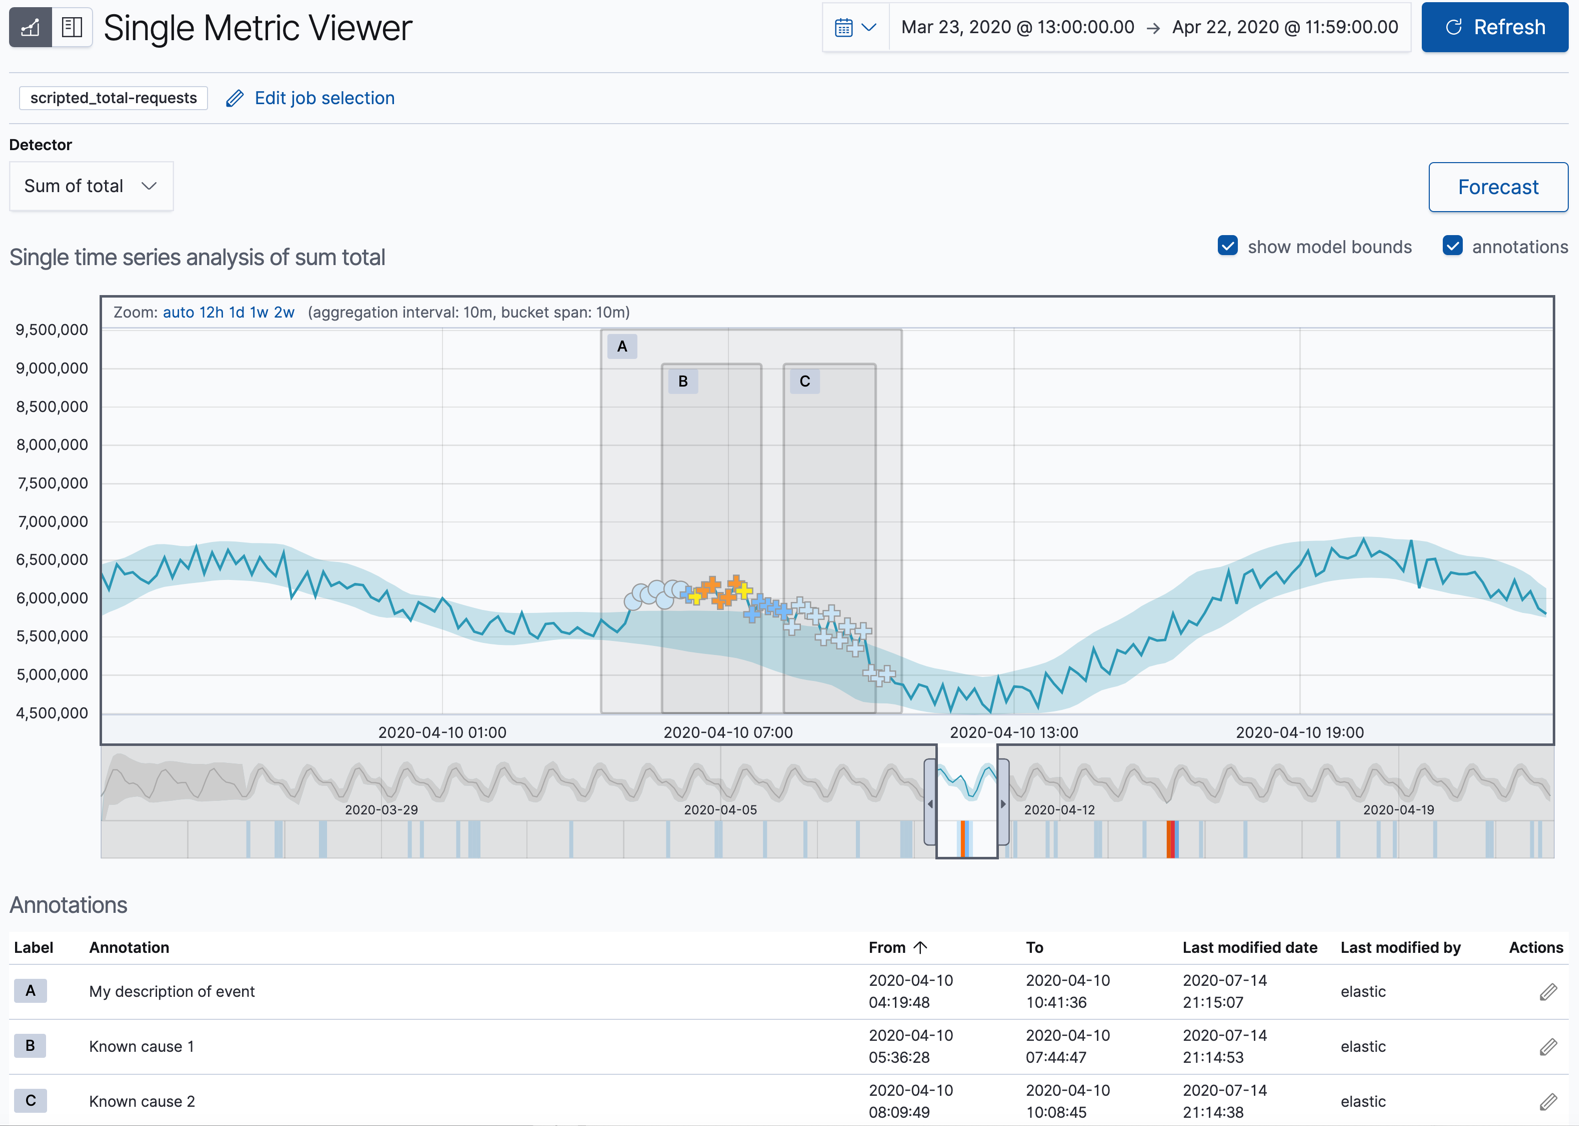 Single Metric Viewer
Mar 23, 2020 @ 13:00:00.00 → Apr 22, 2020 @ 11:59:00.00
Refresh
scripted_total-requests
Edit job selection
Detector
Sum of total
Forecast
Single time series analysis of sum total
show model bounds
annotations
Zoom: auto 12h 1d 1w 2w (aggregation interval: 10m, bucket span: 10m)
9,500,000
A
9,000,000
B
C
8,500,000
8,000,000
7,500,000
7,000,000
6,500,000
6,000,000
5,500,000
5,000,000
4,500,000
2020-04-10 01:00
2020-04-10 07:00
2020-04-10 13:00
2020-04-10 19:00
2020-03-29
2020-04-05
2020-04-12
2020-04-19
Annotations
Label Annotation From To Last modified date Last modified by Actions
A My description of event 2020-04-10 2020-04-10 2020-07-14 elastic
04:19:48 10:41:36 21:15:07
B Known cause 1 2020-04-10 2020-04-10 2020-07-14 elastic
05:36:28 07:44:47 21:14:53
C Known cause 2 2020-04-10 2020-04-10 2020-07-14 elastic
08:09:49 10:08:45 21:14:38